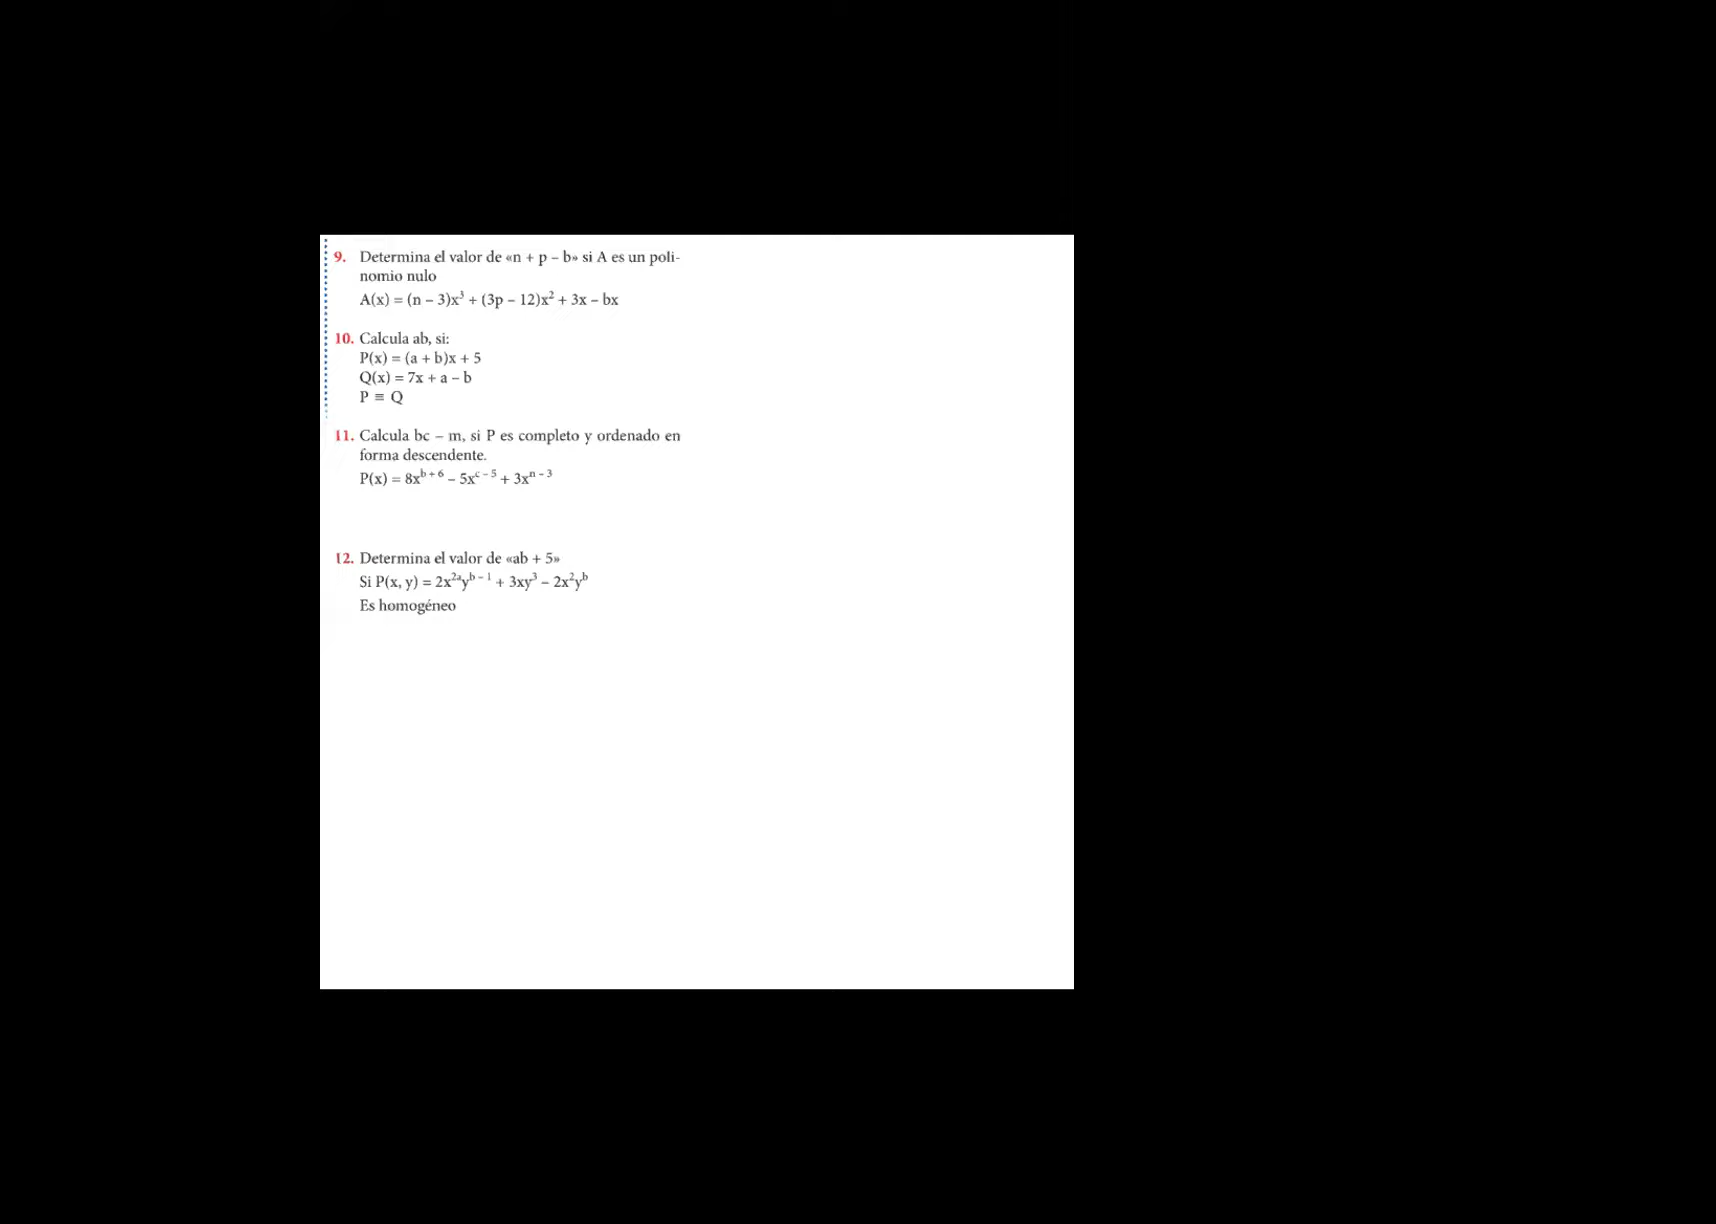 9. Determina el valor de «n + p – b» si A es un poli-
nomio nulo
A(x) = (n – 3)x³ + (3p – 12)x² + 3x – bx
10. Calcula ab, si:
P(x) = (a + b)x + 5
Q(x) = 7x + a – b
P ≡ Q
11. Calcula bc – m, si P es completo y ordenado en
forma descendente.
P(x) = 8x^{b + 6} – 5x^{c – 5} + 3x^{n – 3}
12. Determina el valor de «ab + 5»
Si P(x, y) = 2x^{2a}y^{b – 1} + 3xy³ – 2x²y^{b}
Es homogéneo